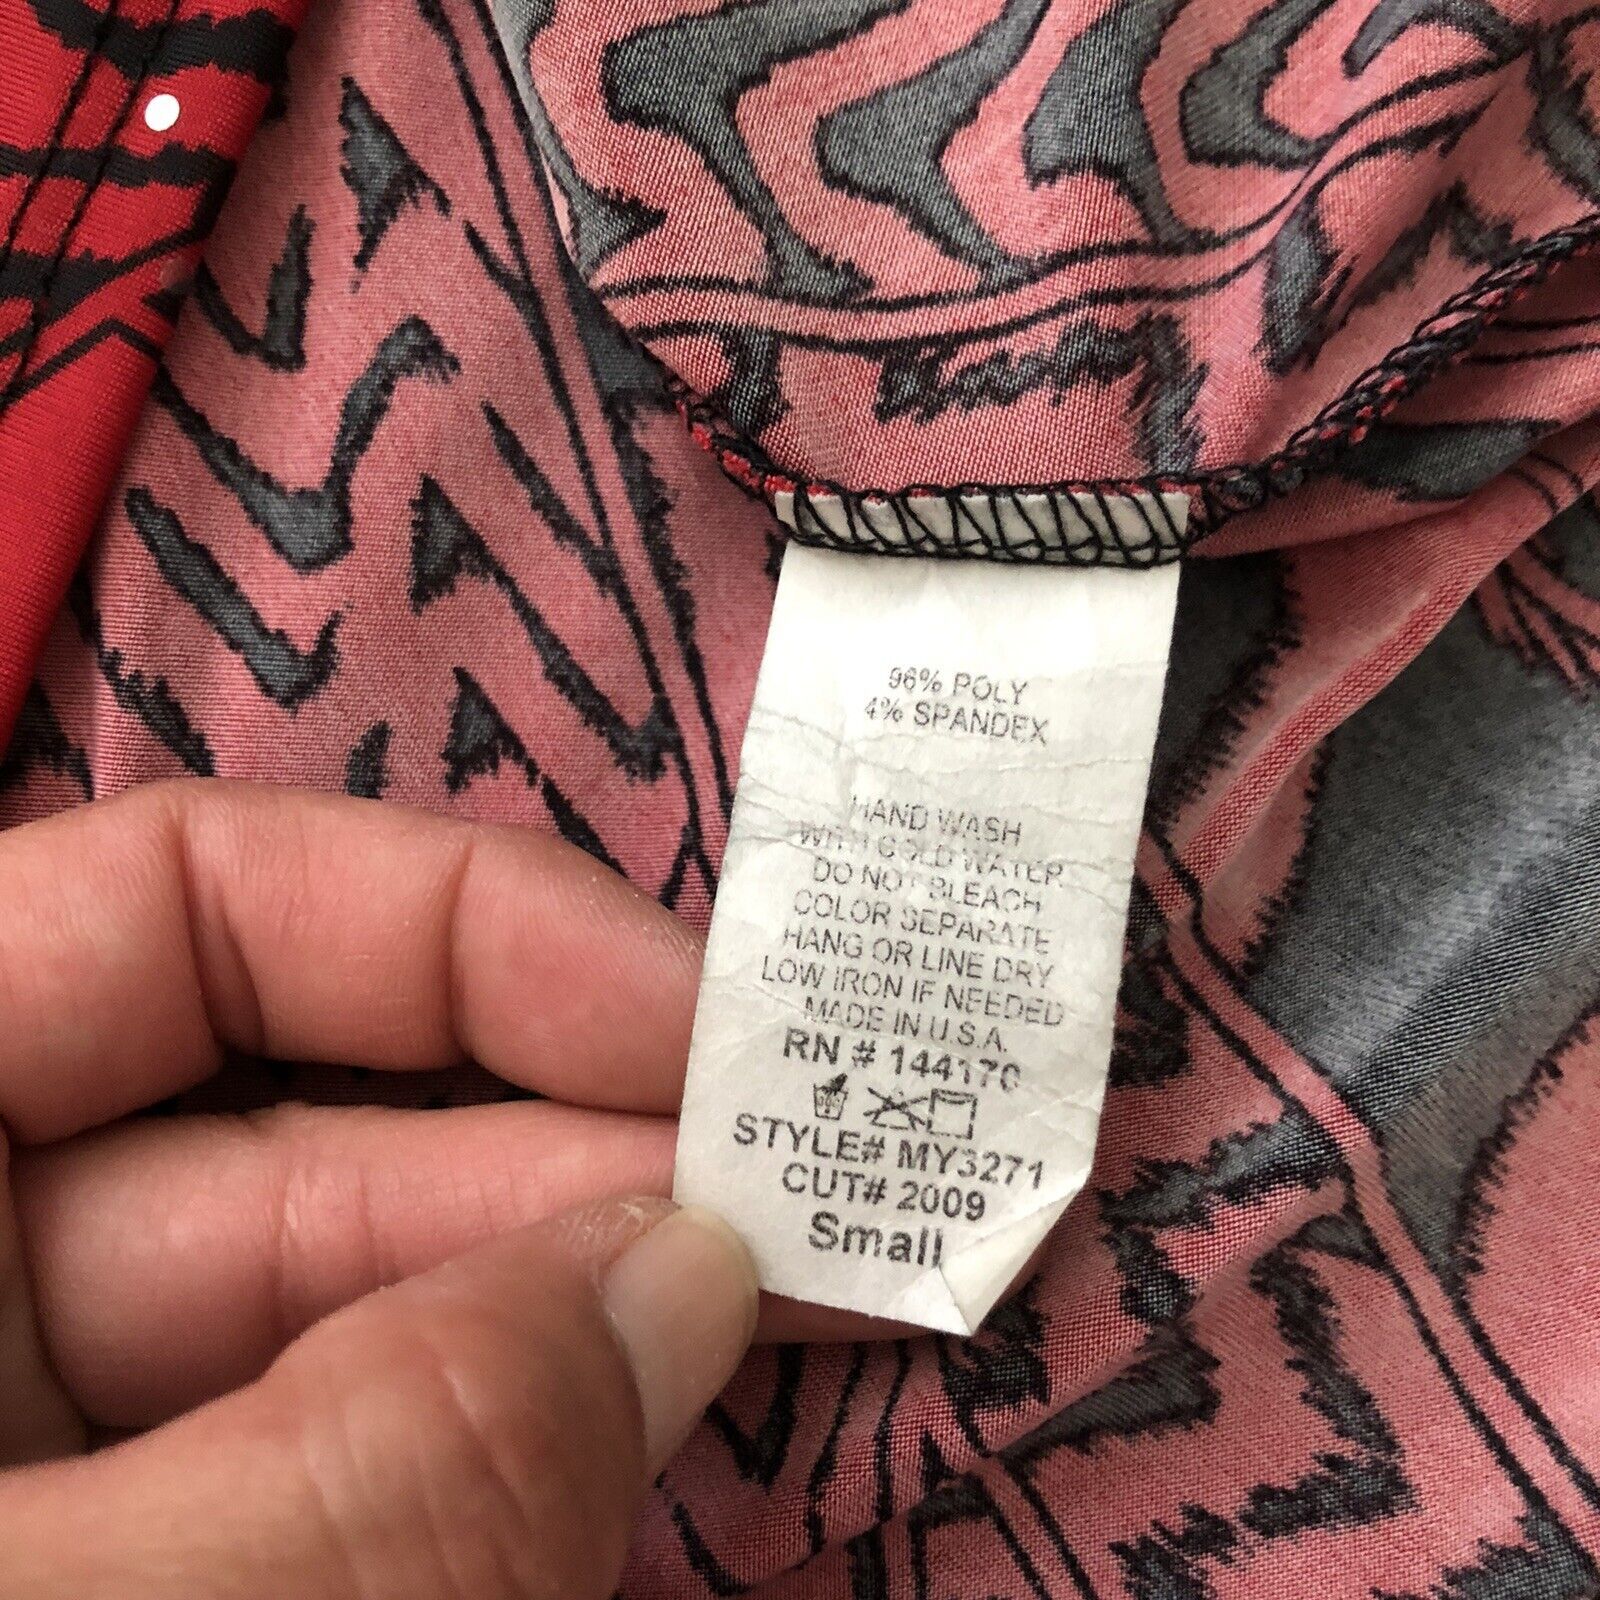 96% POLY
4% SPANDEX
HAND WASH
WITH COLD WATER
DO NOT BLEACH
COLOR SEPARATE
HANG OR LINE DRY
LOW IRON IF NEEDED
MADE IN U.S.A.
RN # 144170
STYLE# MY3271
CUT# 2009
Small